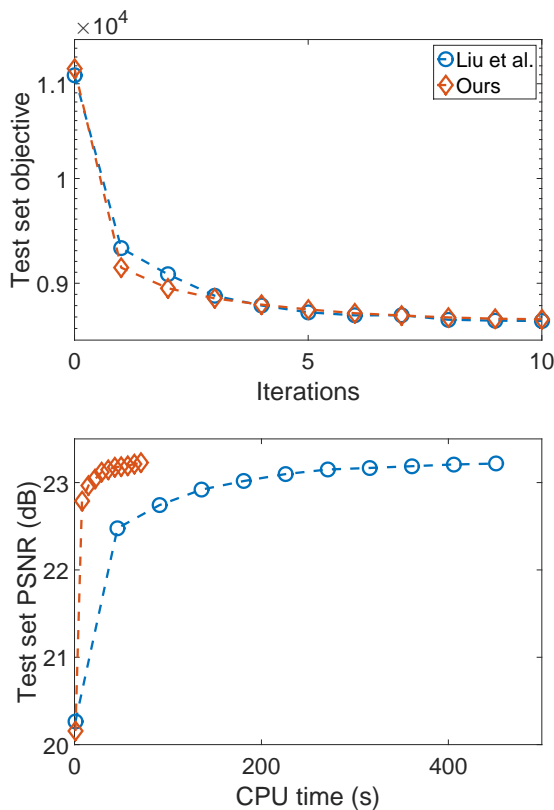 ×10⁴
1.1
1
0.9
Test set objective
Liu et al.
Ours
0
5
10
Iterations
23
22
21
20
Test set PSNR (dB)
0
200
400
CPU time (s)